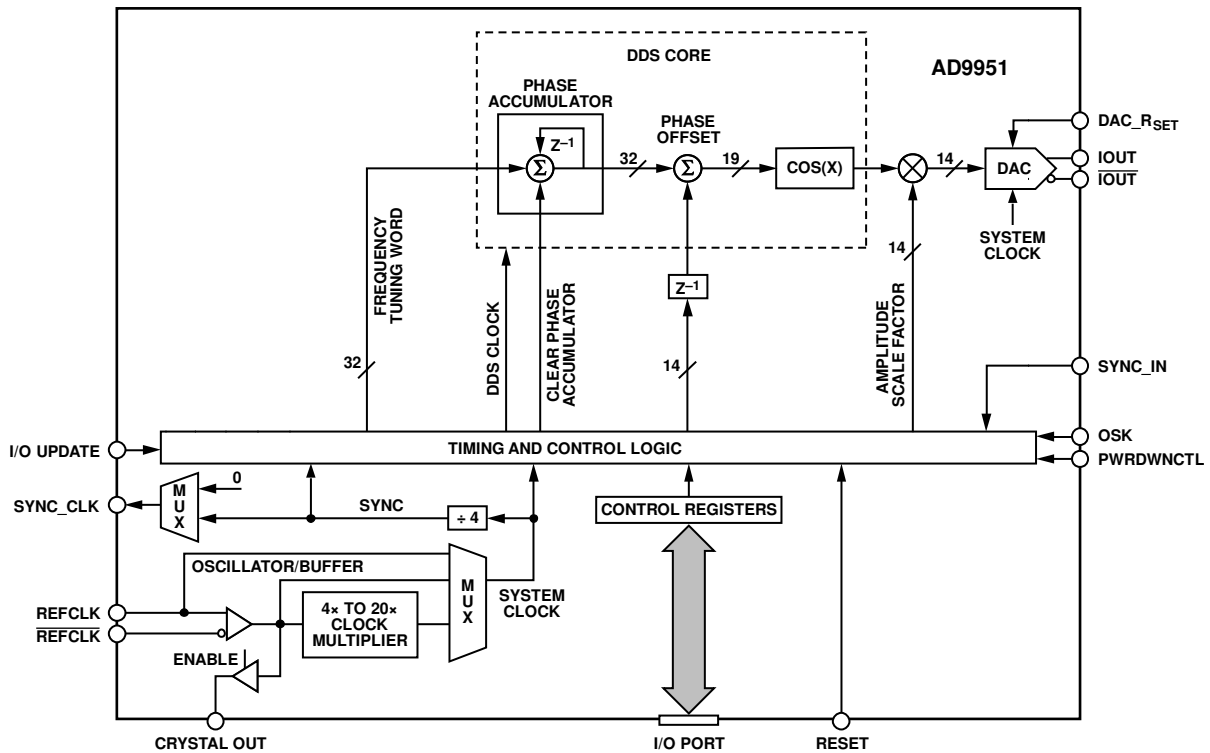 DDS CORE
AD9951
PHASE
ACCUMULATOR
PHASE
OFFSET
DAC_RSET
Z–1
32
19
14
Σ
Σ
COS(X)
DAC
IOUT
IOUT
SYSTEM
CLOCK
FREQUENCY
TUNING WORD
DDS CLOCK
CLEAR PHASE
ACCUMULATOR
Z–1
14
AMPLITUDE
SCALE FACTOR
32
14
SYNC_IN
I/O UPDATE
TIMING AND CONTROL LOGIC
OSK
PWRDWNCTL
SYNC_CLK
MUX
0
SYNC
÷ 4
CONTROL REGISTERS
OSCILLATOR/BUFFER
MUX
SYSTEM
CLOCK
REFCLK
REFCLK
4× TO 20×
CLOCK
MULTIPLIER
ENABLE
CRYSTAL OUT
I/O PORT
RESET